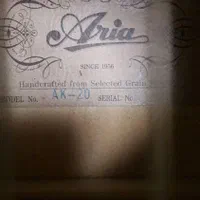 Aria
SINCE 1956
Handcrafted from Selected Grain
MODEL No. - AK-20 SERIAL No.